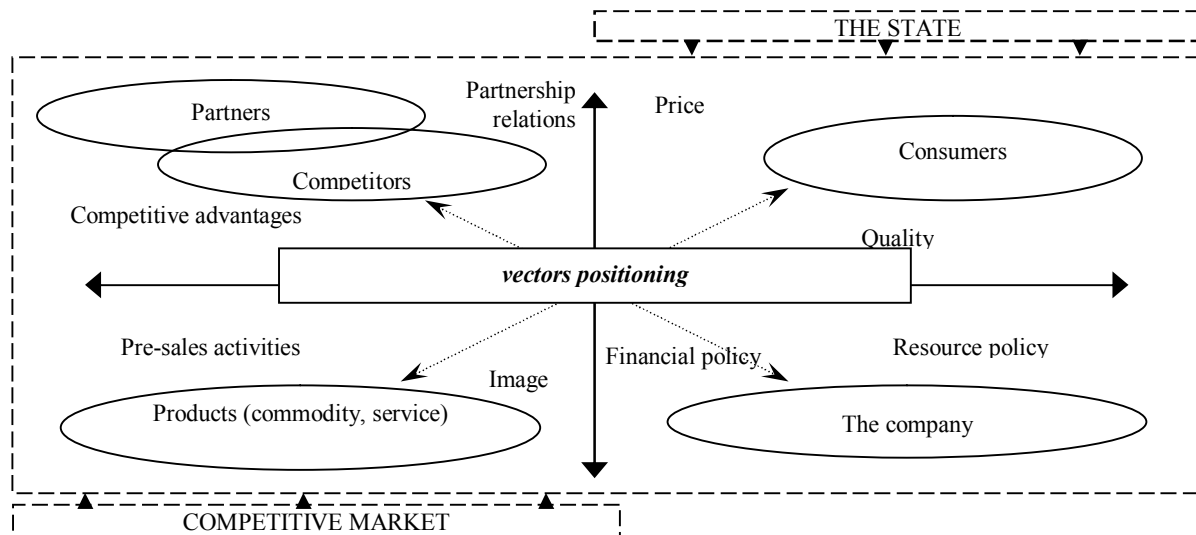 THE STATE
Partnership
relations
Price
Partners
Consumers
Competitors
Competitive advantages
Quality
vectors positioning
Pre-sales activities
Financial policy
Resource policy
Image
Products (commodity, service)
The company
COMPETITIVE MARKET